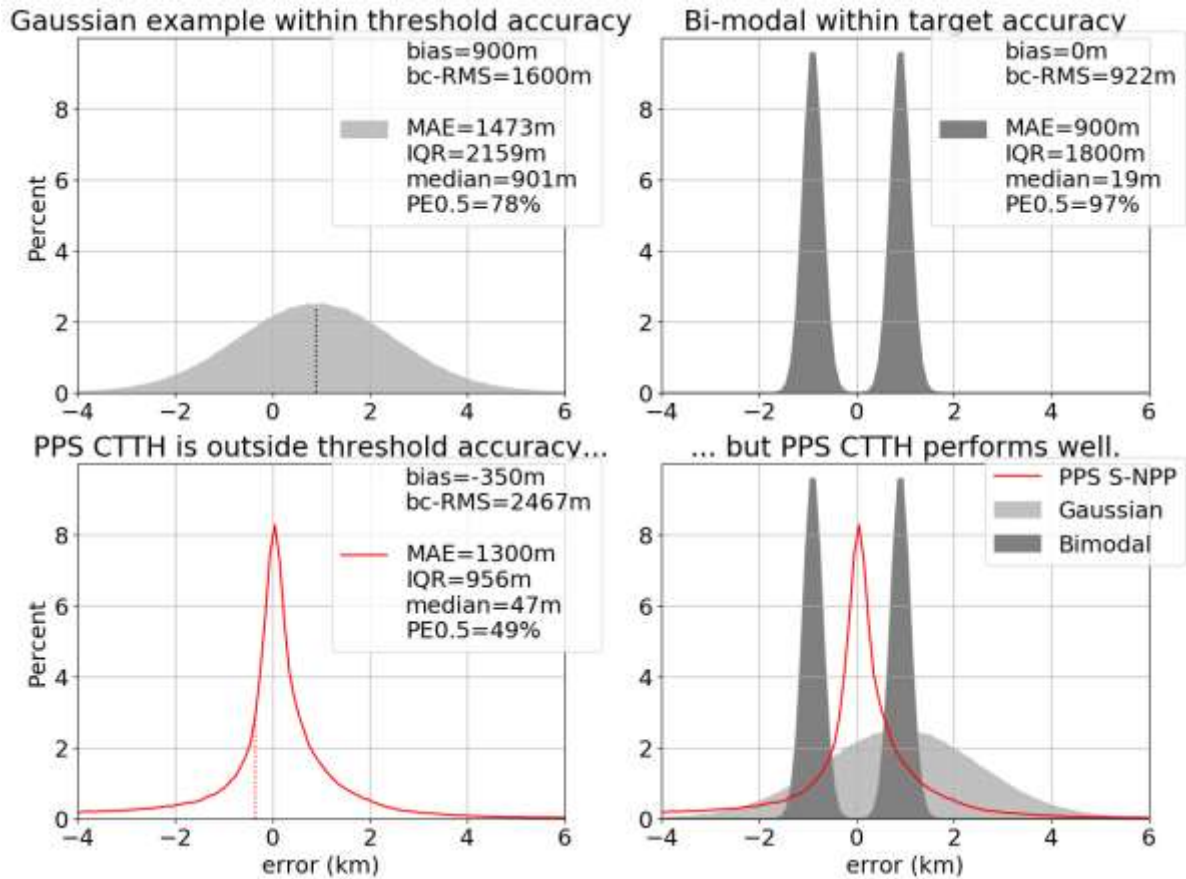 Gaussian example within threshold accuracy
bias=900m
bc-RMS=1600m
MAE=1473m
IQR=2159m
median=901m
PE0.5=78%
Percent
8
6
4
2
0
−4 −2 0 2 4 6
Bi-modal within target accuracy
bias=0m
bc-RMS=922m
MAE=900m
IQR=1800m
median=19m
PE0.5=97%
8
6
4
2
0
−4 −2 0 2 4 6
PPS CTTH is outside threshold accuracy...
bias=-350m
bc-RMS=2467m
MAE=1300m
IQR=956m
median=47m
PE0.5=49%
Percent
8
6
4
2
0
−4 −2 0 2 4 6
error (km)
... but PPS CTTH performs well.
PPS S-NPP
Gaussian
Bimodal
8
6
4
2
0
−4 −2 0 2 4 6
error (km)